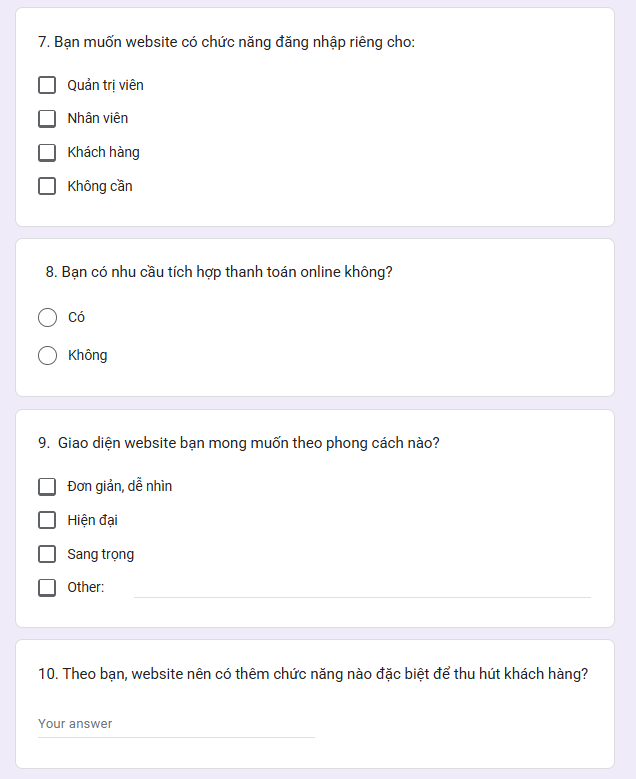 7. Bạn muốn website có chức năng đăng nhập riêng cho:
Quản trị viên
Nhân viên
Khách hàng
Không cần
8. Bạn có nhu cầu tích hợp thanh toán online không?
Có
Không
9. Giao diện website bạn mong muốn theo phong cách nào?
Đơn giản, dễ nhìn
Hiện đại
Sang trọng
Other:
10. Theo bạn, website nên có thêm chức năng nào đặc biệt để thu hút khách hàng?
Your answer